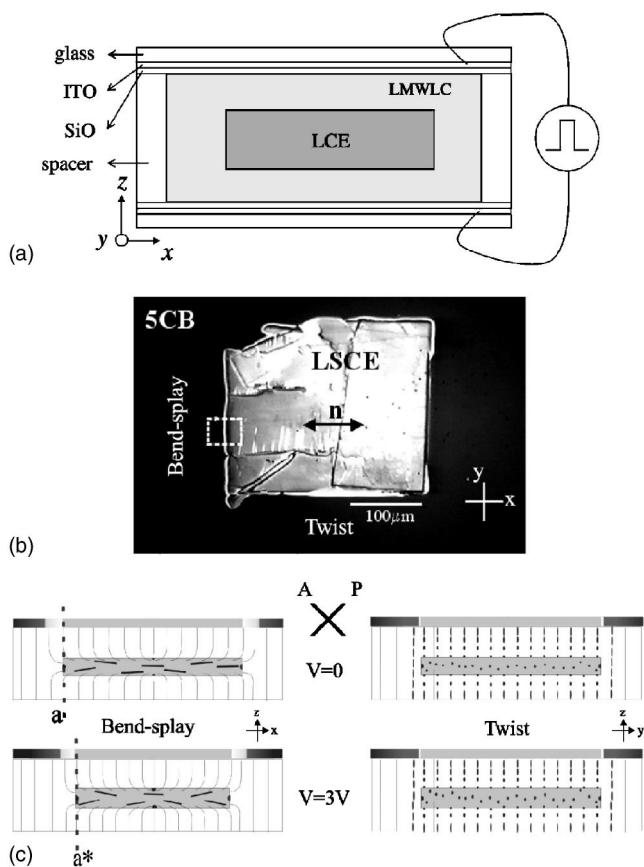 (a)
glass
ITO
SiO
spacer
LMWLC
LCE
z
y
x
(b)
5CB
LSCE
n
Bend-splay
Twist
100μm
y
x
(c)
A P
V=0
a
Bend-splay
z
x
Twist
z
y
V=3V
a*